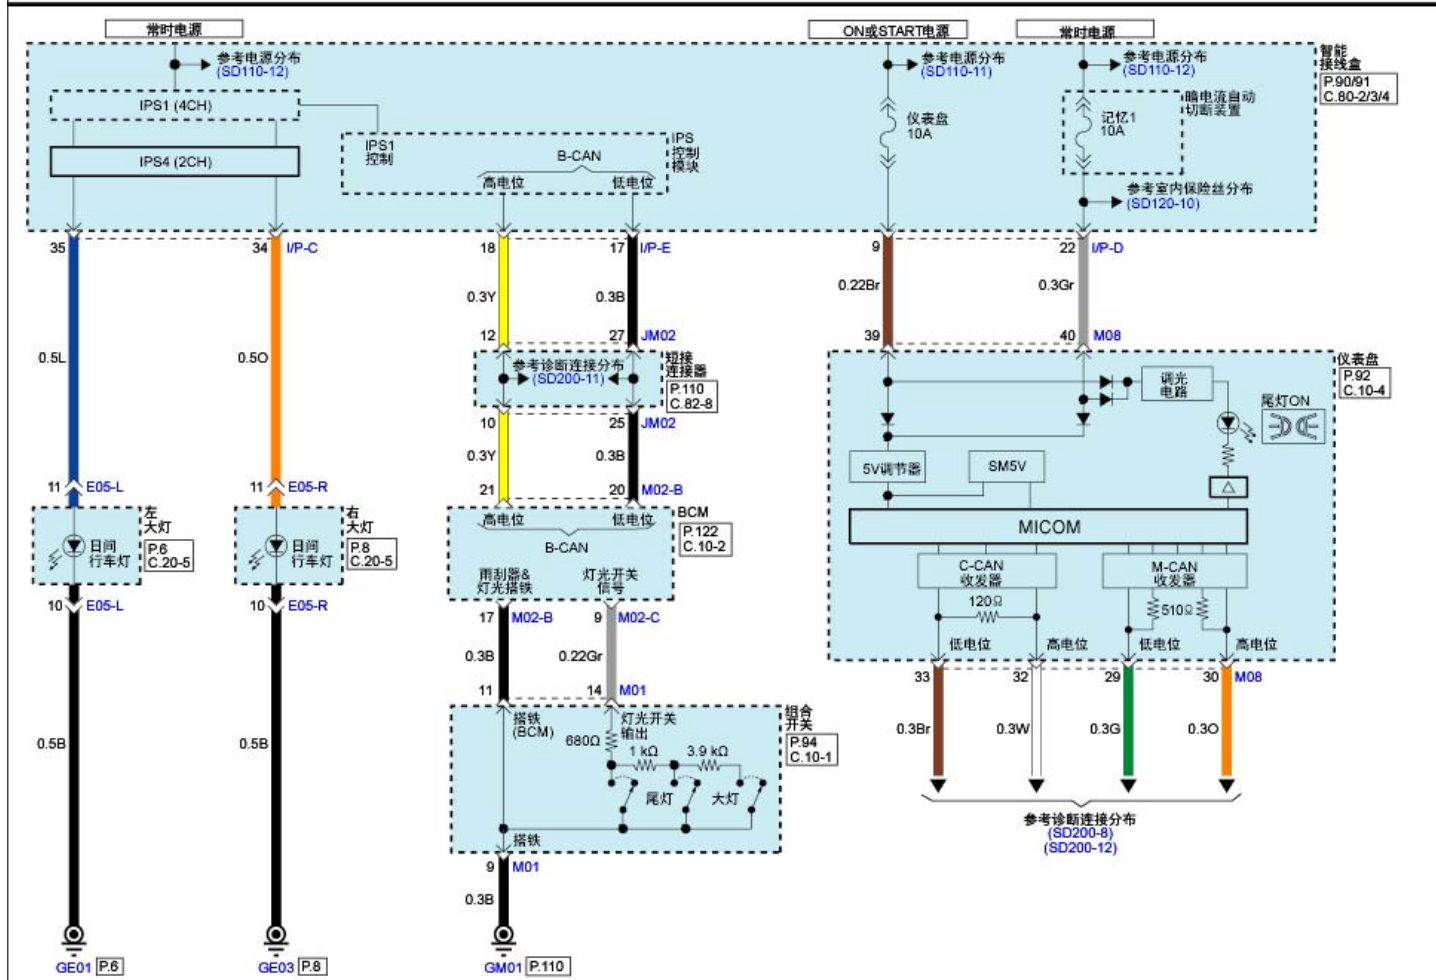 常时电源
ON或START电源
常时电源
参考电源分布
(SD110-12)
参考电源分布
(SD110-11)
参考电源分布
(SD110-12)
智能
接线盒
P.90/91
C.80-2/3/4
IPS1 (4CH)
IPS4 (2CH)
IPS1
控制
B-CAN
高电位
低电位
IPS
控制
模块
仪表盘
10A
记忆1
10A
暗电流自动
切断装置
参考室内保险丝分布
(SD120-10)
35
34
I/P-C
18
17
I/P-E
9
22
I/P-D
0.3Y
0.3B
0.22Br
0.3Gr
12
27
JM02
39
40
M08
0.5L
0.5O
参考诊断连接分布
(SD200-11)
短接
连接器
P.110
C.82-8
10
25
JM02
0.3Y
0.3B
21
20
M02-B
仪表盘
P.92
C.10-4
调光
电路
尾灯ON
5V调节器
SM5V
MICOM
C-CAN
收发器
M-CAN
收发器
120Ω
510Ω
低电位
高电位
低电位
高电位
33
32
29
30
M08
0.3Br
0.3W
0.3G
0.3O
参考诊断连接分布
(SD200-8)
(SD200-12)
11
E05-L
11
E05-R
左
大灯
P.6
C.20-5
日间
行车灯
右
大灯
P.8
C.20-5
日间
行车灯
10
E05-L
10
E05-R
高电位
低电位
B-CAN
BCM
P.122
C.10-2
雨刮器&
灯光搭铁
灯光开关
信号
17
M02-B
9
M02-C
0.3B
0.22Gr
11
14
M01
搭铁
(BCM)
灯光开关
输出
680Ω
1 kΩ
3.9 kΩ
尾灯
大灯
组合
开关
P.94
C.10-1
搭铁
9
M01
0.3B
0.5B
0.5B
GE01
P.6
GE03
P.8
GM01
P.110